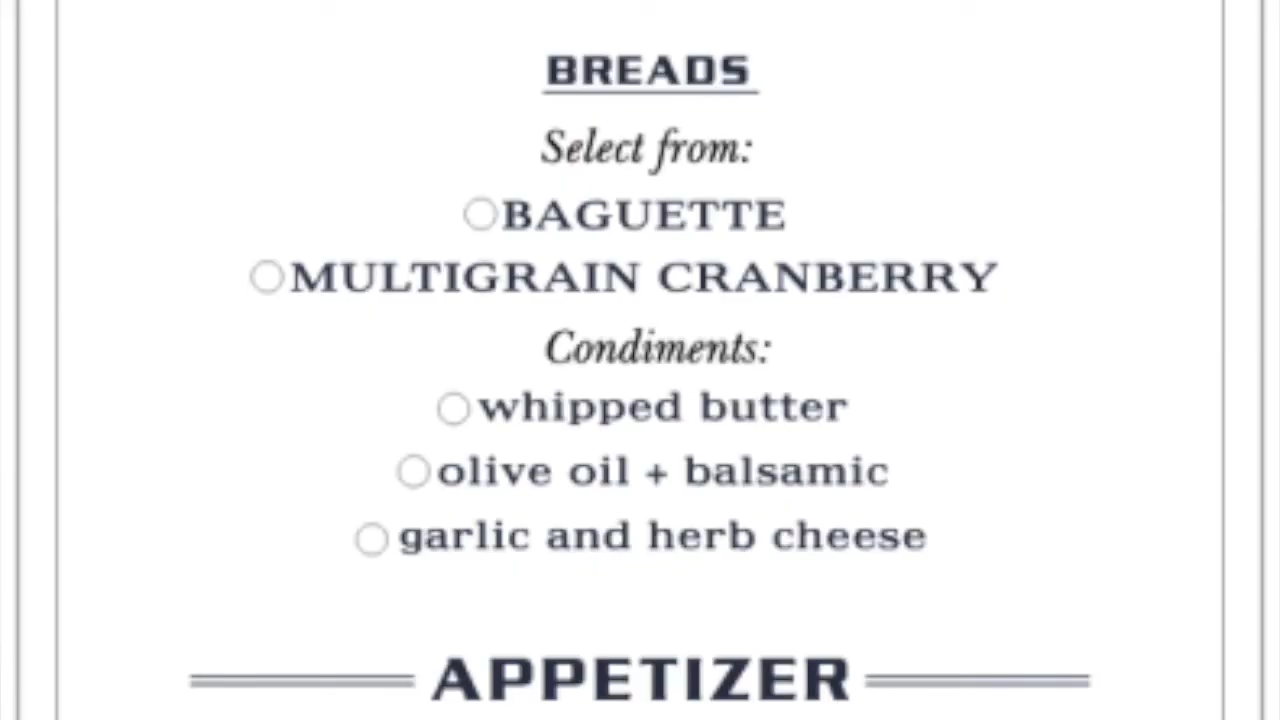 BREADS
Select from:
BAGUETTE
MULTIGRAIN CRANBERRY
Condiments:
whipped butter
olive oil + balsamic
garlic and herb cheese
APPETIZER